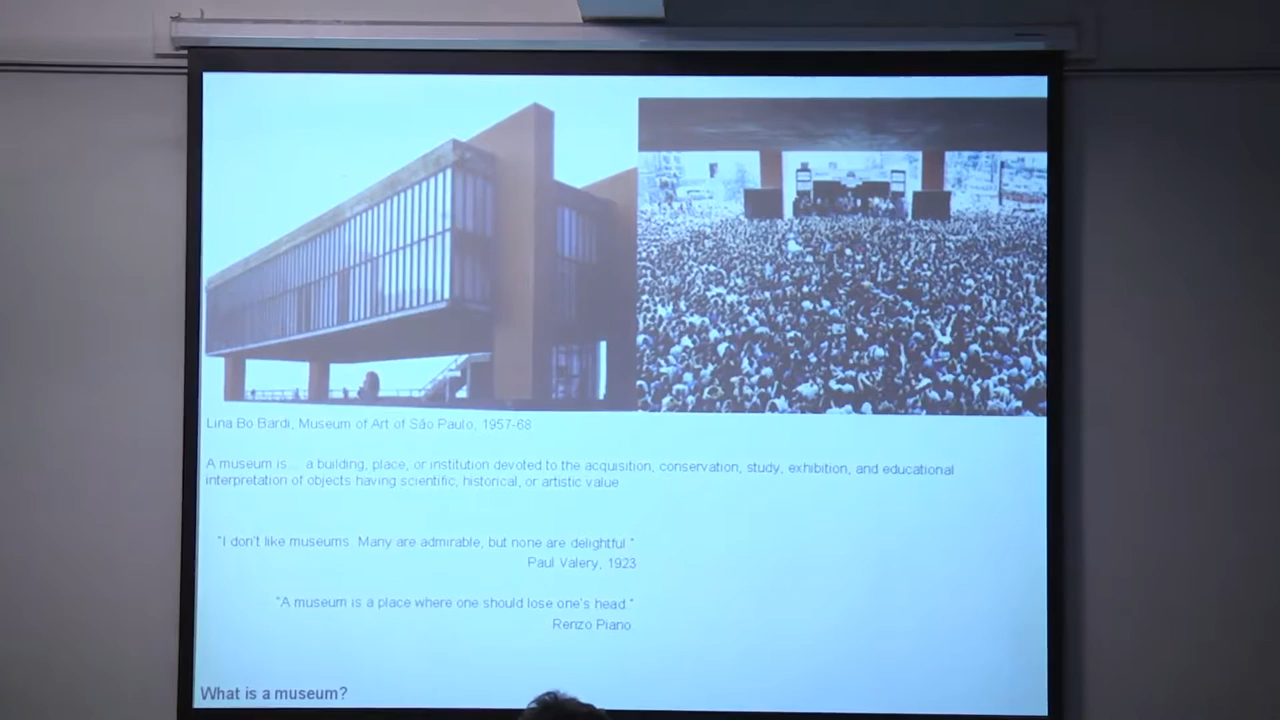 Lina Bo Bardi, Museum of Art of São Paulo, 1957-68
A museum is... a building, place, or institution devoted to the acquisition, conservation, study, exhibition, and educational
interpretation of objects having scientific, historical, or artistic value
"I don't like museums. Many are admirable, but none are delightful."
Paul Valery, 1923
"A museum is a place where one should lose one's head."
Renzo Piano
What is a museum?